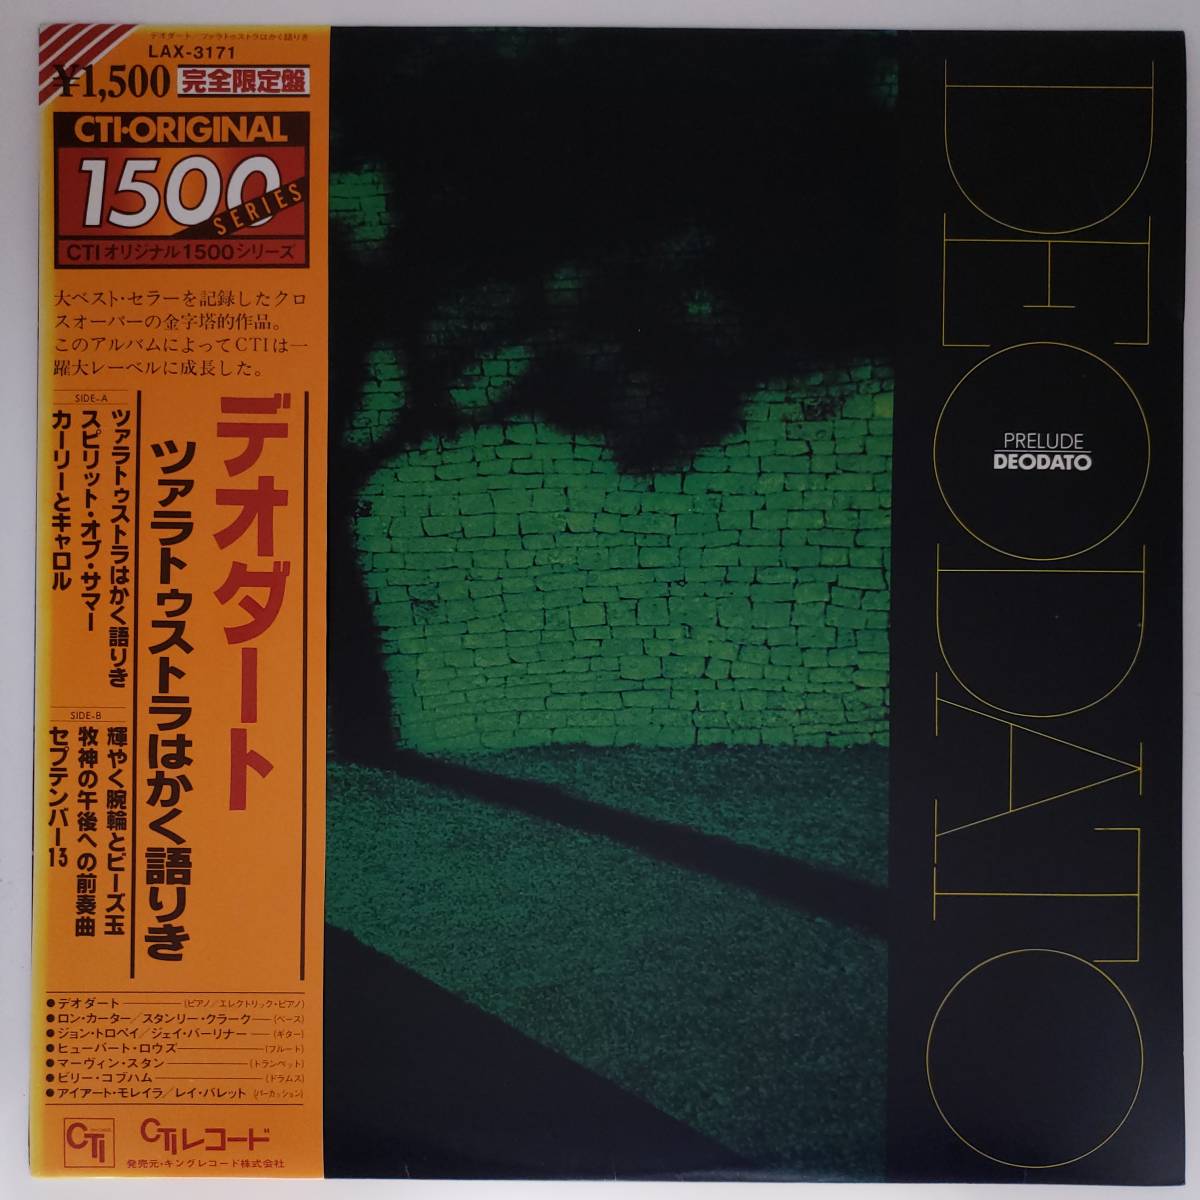 デオダート/ツァラトゥストラはかく語りき
LAX-3171
¥1,500 完全限定盤
CTI・ORIGINAL
1500
SERIES
CTIオリジナル1500シリーズ
大ベスト・セラーを記録したクロ
スオーバーの金字塔的作品。
このアルバムによってCTIは一
躍大レーベルに成長した。
デオダート
ツァラトゥストラはかく語りき
SIDE-A
ツァラトゥストラはかく語りき
スピリット・オブ・サマー
カーリーとキャロル
SIDE-B
輝やく腕輪とビーズ玉
牧神の午後への前奏曲
セプテンバー13
●デオダート――(ピアノ/エレクトリック・ピアノ)
●ロン・カーター/スタンリー・クラーク――(ベース)
●ジョン・トロペイ/ジェイ・バーリナー――(ギター)
●ヒューバート・ロウズ――(フルート)
●マーヴィン・スタン――(トランペット)
●ビリー・コブハム――(ドラムス)
●アイアート・モレイラ/レイ・バレット(パーカッション)
CTI
CTIレコード
発売元・キングレコード株式会社
DEODATO
PRELUDE
DEODATO